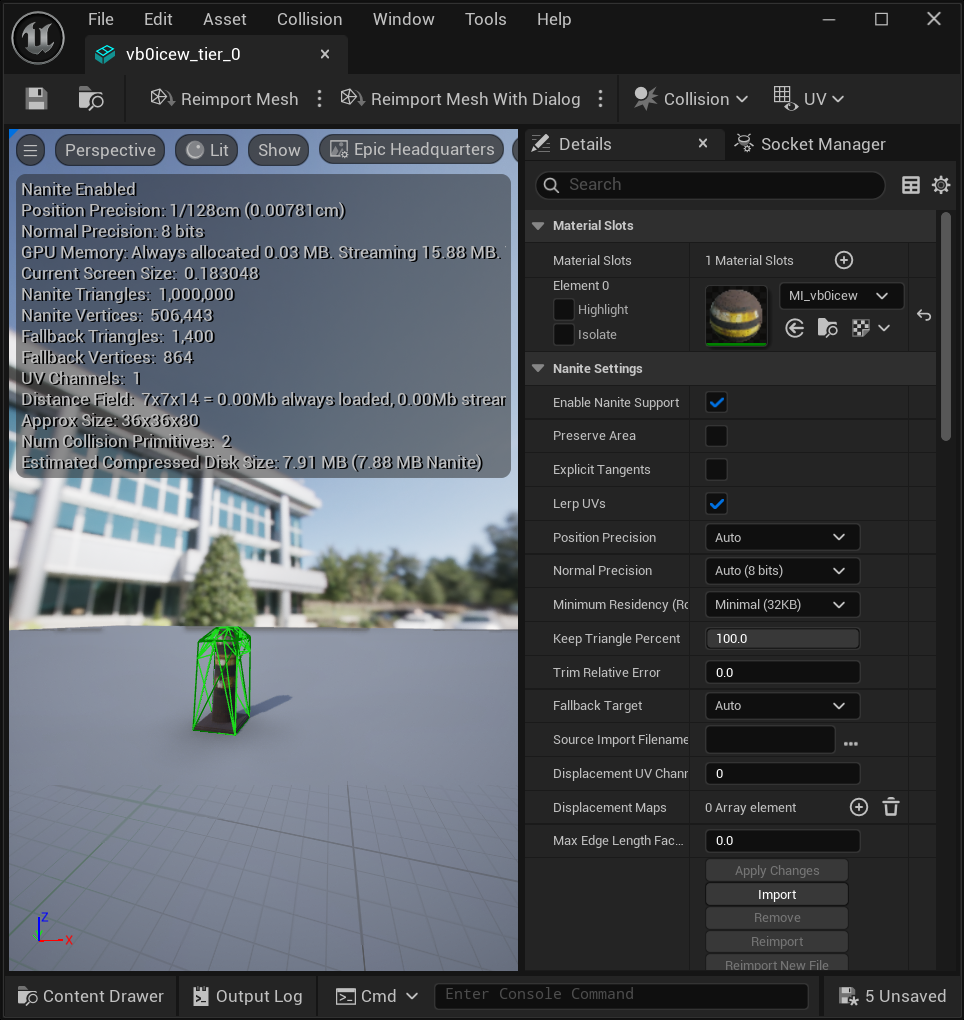 File Edit Asset Collision Window Tools Help
vb0icew_tier_0
Reimport Mesh Reimport Mesh With Dialog Collision UV
Perspective Lit Show Epic Headquarters
Nanite Enabled
Position Precision: 1/128cm (0.00781cm)
Normal Precision: 8 bits
GPU Memory: Always allocated 0.03 MB. Streaming 15.88 MB.
Current Screen Size: 0.183048
Nanite Triangles: 1,000,000
Nanite Vertices: 506,443
Fallback Triangles: 1,400
Fallback Vertices: 864
UV Channels: 1
Distance Field: 7x7x14 = 0.00Mb always loaded, 0.00Mb strear
Approx Size: 36x36x80
Num Collision Primitives: 2
Estimated Compressed Disk Size: 7.91 MB (7.88 MB Nanite)
Z
X
Details Socket Manager
Search
Material Slots
Material Slots 1 Material Slots
Element 0
Highlight
Isolate
MI_vb0icew
Nanite Settings
Enable Nanite Support
Preserve Area
Explicit Tangents
Lerp UVs
Position Precision Auto
Normal Precision Auto (8 bits)
Minimum Residency (Ro Minimal (32KB)
Keep Triangle Percent 100.0
Trim Relative Error 0.0
Fallback Target Auto
Source Import Filename ...
Displacement UV Chanr 0
Displacement Maps 0 Array element
Max Edge Length Fac... 0.0
Apply Changes
Import
Remove
Reimport
Reimport New File
Content Drawer Output Log Cmd Enter Console Command 5 Unsaved